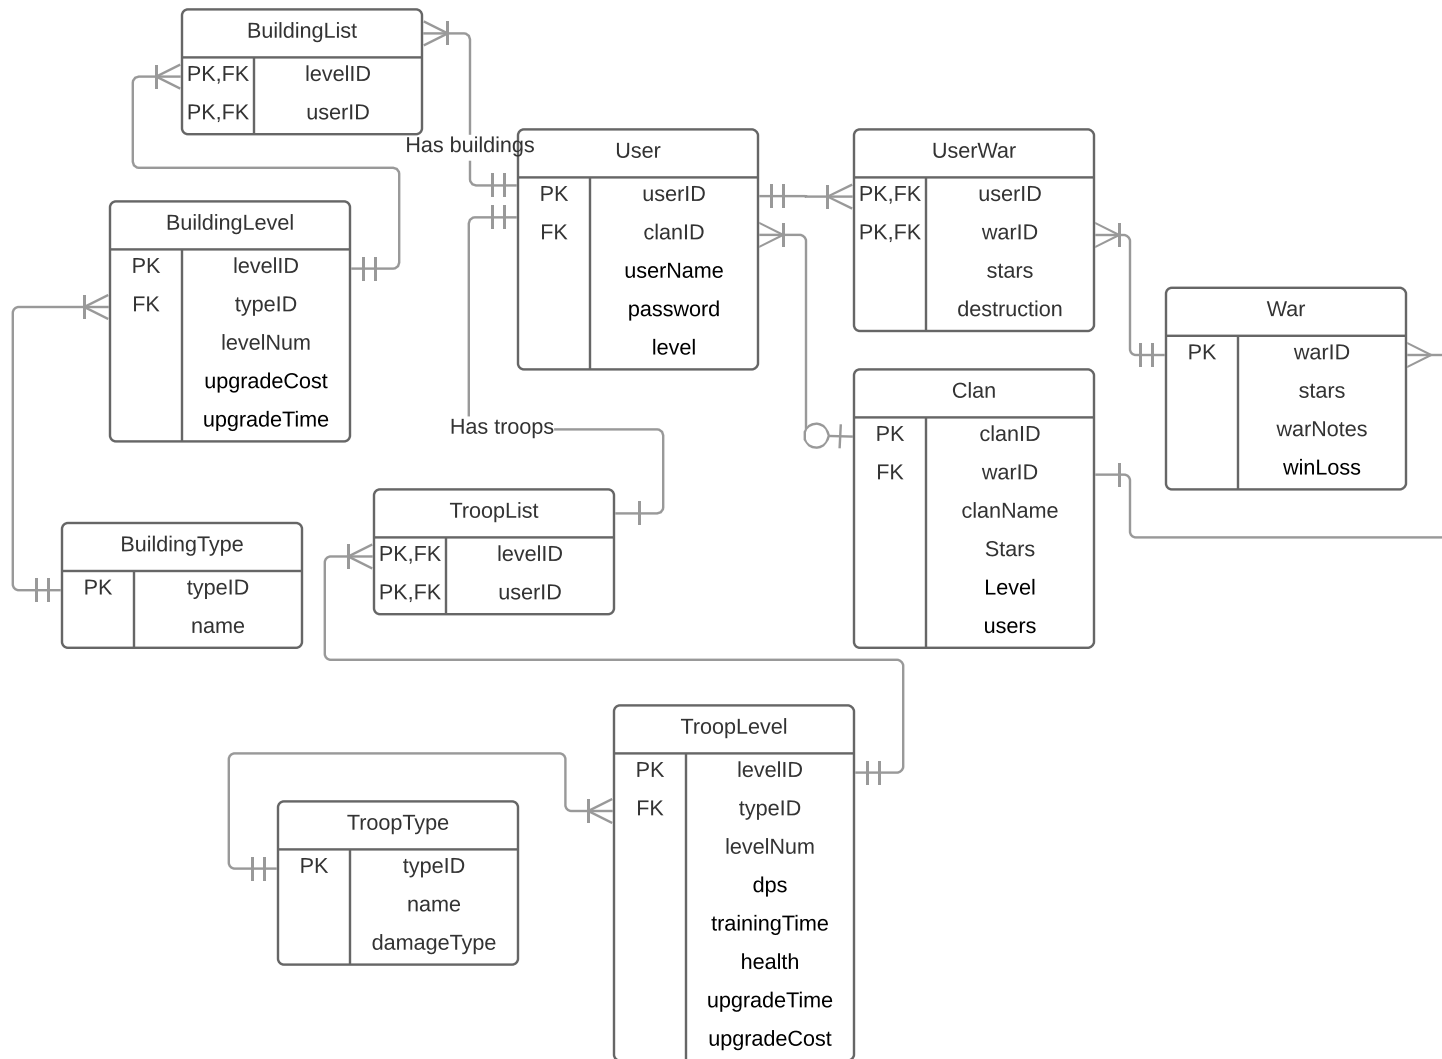 BuildingList
PK,FK levelID
PK,FK userID
Has buildings
User
PK userID
FK clanID
userName
password
level
UserWar
PK,FK userID
PK,FK warID
stars
destruction
BuildingLevel
PK levelID
FK typeID
levelNum
upgradeCost
upgradeTime
War
PK warID
stars
warNotes
winLoss
Clan
PK clanID
FK warID
clanName
Stars
Level
users
Has troops
TroopList
PK,FK levelID
PK,FK userID
BuildingType
PK typeID
name
TroopLevel
PK levelID
FK typeID
levelNum
dps
trainingTime
health
upgradeTime
upgradeCost
TroopType
PK typeID
name
damageType